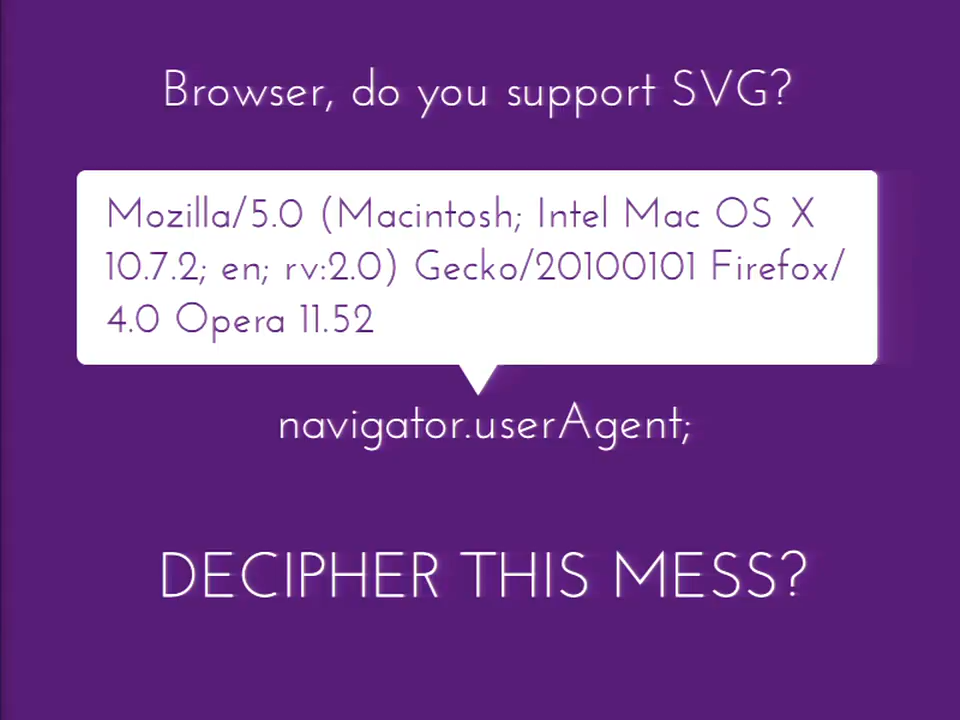 Browser, do you support SVG?
Mozilla/5.0 (Macintosh; Intel Mac OS X
10.7.2; en; rv:2.0) Gecko/20100101 Firefox/
4.0 Opera 11.52
navigator.userAgent;
DECIPHER THIS MESS?